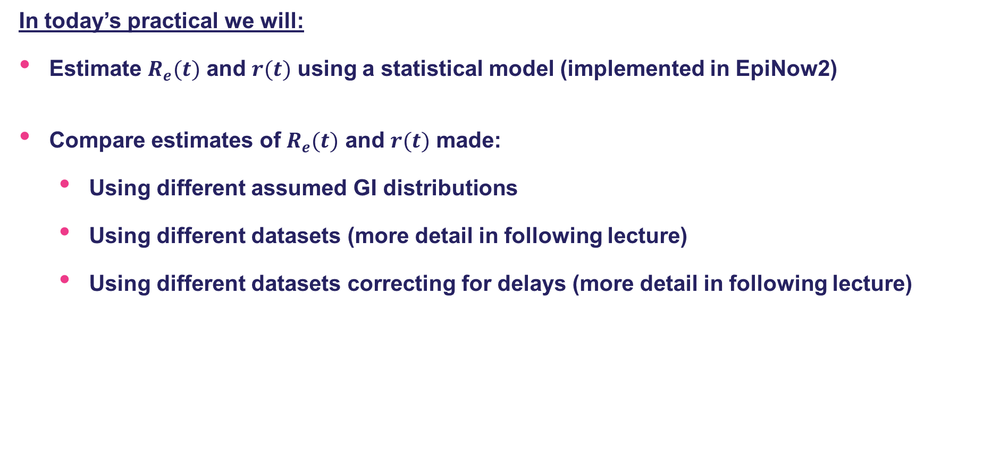 In today’s practical we will:
• Estimate 𝑹ₑ(𝒕) and 𝒓(𝒕) using a statistical model (implemented in EpiNow2)
• Compare estimates of 𝑹ₑ(𝒕) and 𝒓(𝒕) made:
• Using different assumed GI distributions
• Using different datasets (more detail in following lecture)
• Using different datasets correcting for delays (more detail in following lecture)